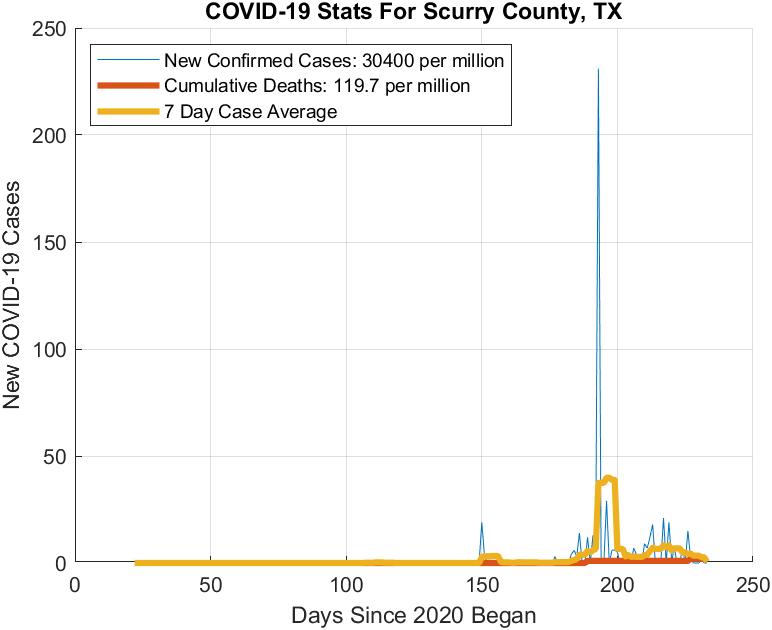 COVID-19 Stats For Scurry County, TX
250
200
150
100
50
0
New COVID-19 Cases
New Confirmed Cases: 30400 per million
Cumulative Deaths: 119.7 per million
7 Day Case Average
0 50 100 150 200 250
Days Since 2020 Began